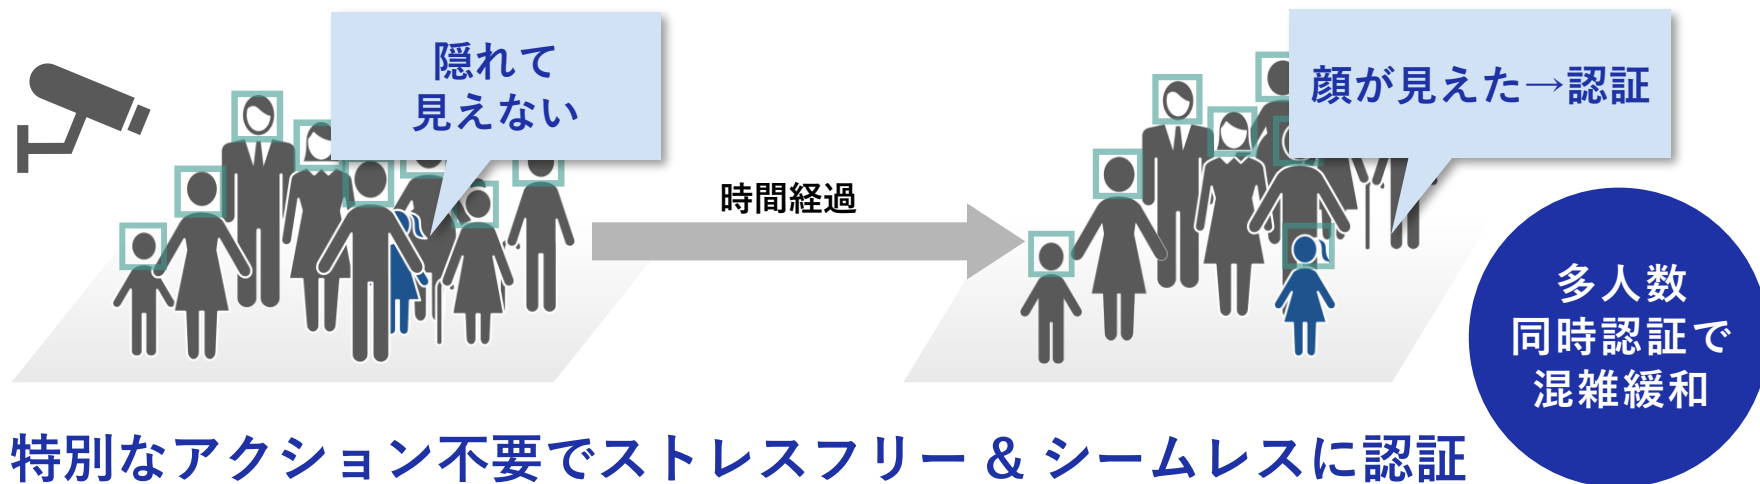 隠れて
見えない
時間経過
顔が見えた→認証
多人数
同時認証で
混雑緩和
特別なアクション不要でストレスフリー & シームレスに認証